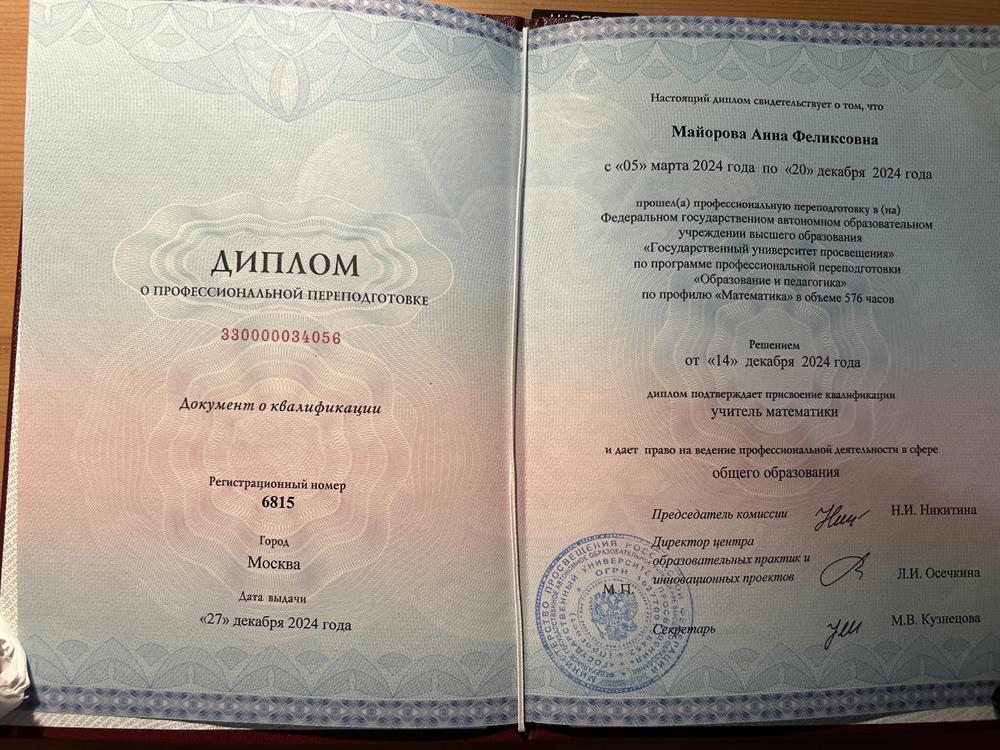 ДИПЛОМ
О ПРОФЕССИОНАЛЬНОЙ ПЕРЕПОДГОТОВКЕ
330000034056
Документ о квалификации
Регистрационный номер
6815
Город
Москва
Дата выдачи
«27» декабря 2024 года
Настоящий диплом свидетельствует о том, что
Майорова Анна Феликсовна
с «05» марта 2024 года по «20» декабря 2024 года
прошел(а) профессиональную переподготовку в (на)
Федеральном государственном автономном образовательном
учреждении высшего образования
«Государственный университет просвещения»
по программе профессиональной переподготовки
«Образование и педагогика»
по профилю «Математика» в объеме 576 часов
Решением
от «14» декабря 2024 года
диплом подтверждает присвоение квалификации
учитель математики
и дает право на ведение профессиональной деятельности в сфере
общего образования
Председатель комиссии
Н.И. Никитина
Директор центра
образовательных практик и
инновационных проектов
Л.И. Осечкина
М.П.
Секретарь
М.В. Кузнецова
МИНИСТЕРСТВО ПРОСВЕЩЕНИЯ РОССИЙСКОЙ ФЕДЕРАЦИИ